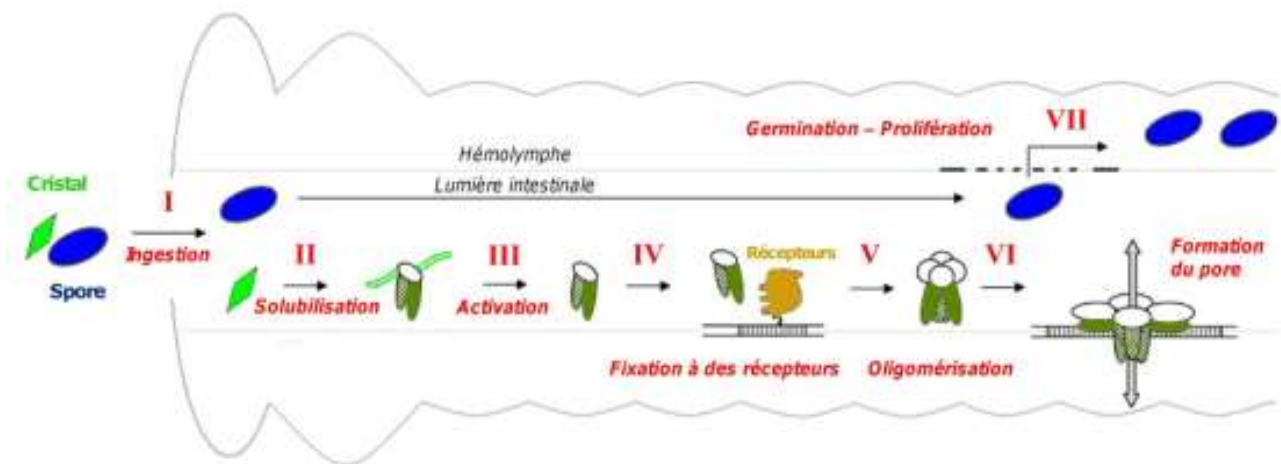 Germination – Prolifération
VII
Hémolymphe
Lumière intestinale
Cristal
I
Ingestion
Spore
II
Solubilisation
III
Activation
IV
Récepteurs
V
VI
Formation
du pore
Fixation à des récepteurs
Oligomérisation